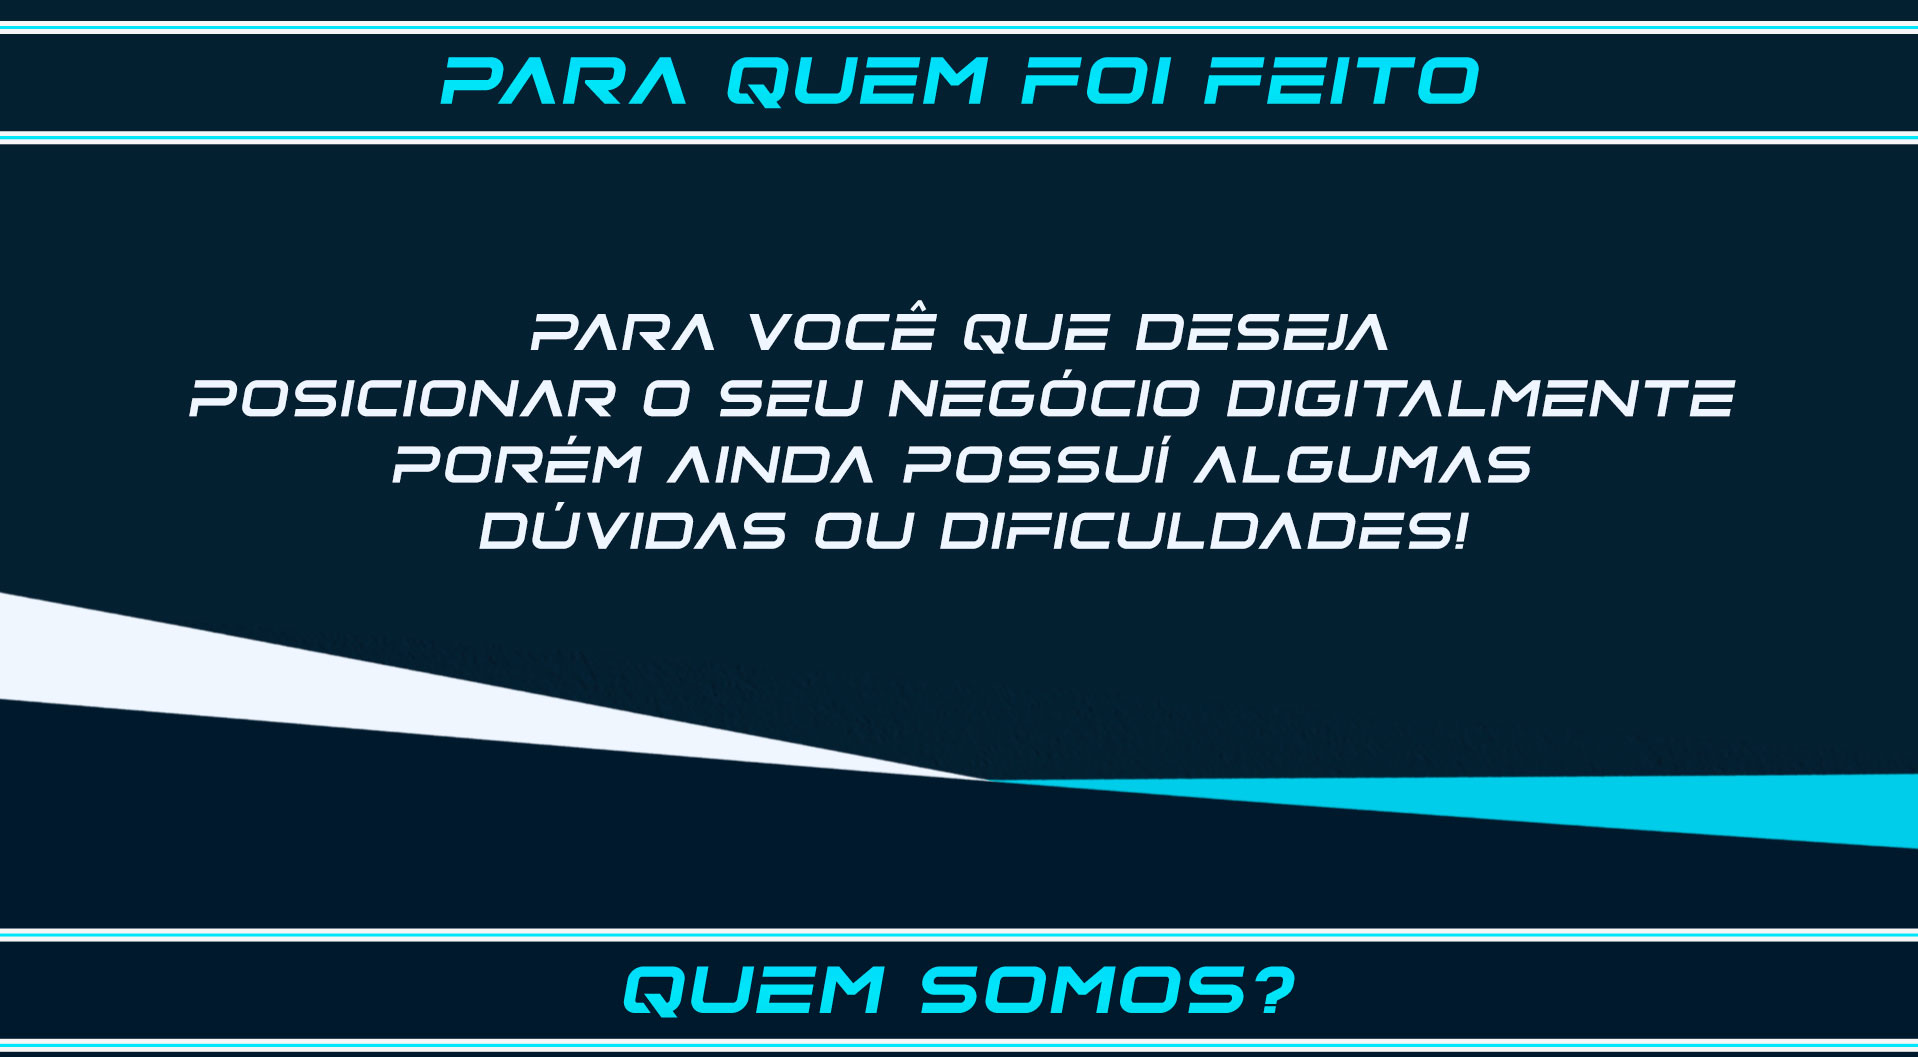 PARA QUEM FOI FEITO
PARA VOCÊ QUE DESEJA
POSICIONAR O SEU NEGÓCIO DIGITALMENTE
PORÉM AINDA POSSUÍ ALGUMAS
DÚVIDAS OU DIFICULDADES!
QUEM SOMOS?